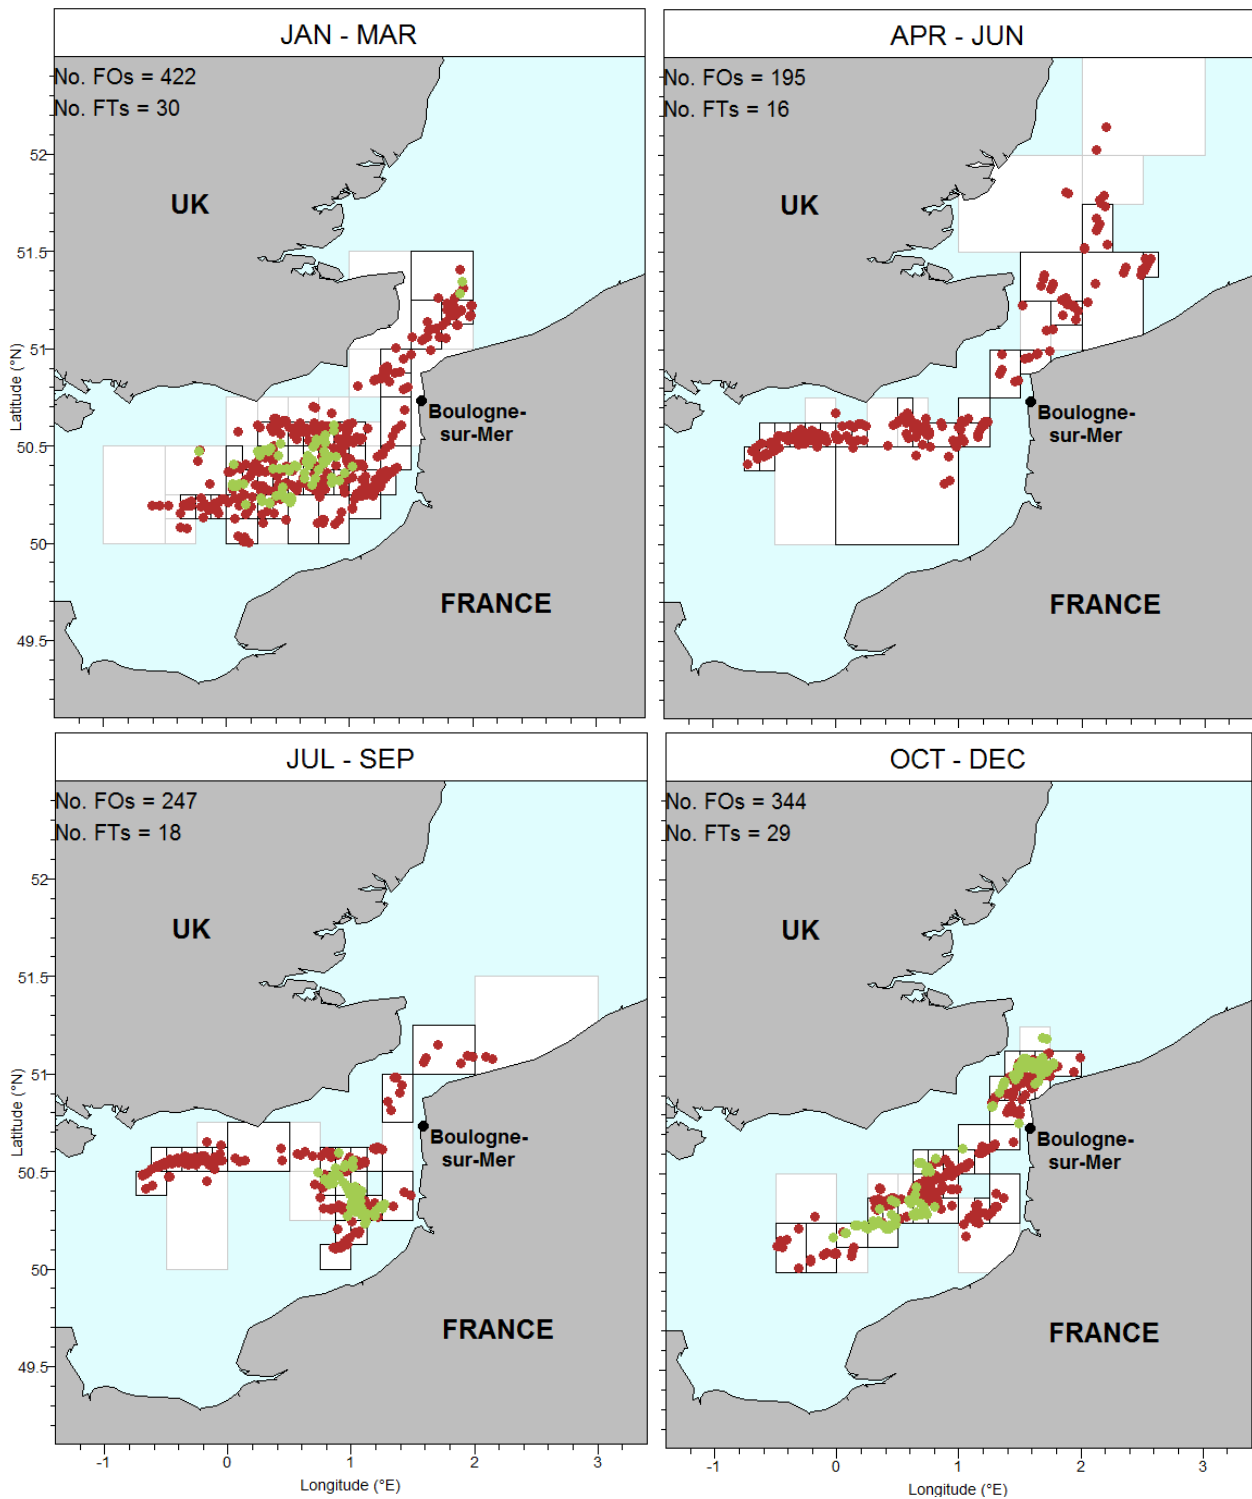 JAN - MAR
No. FOs = 422
No. FTs = 30
UK
Boulogne-
sur-Mer
FRANCE
52
51.5
51
50.5
50
49.5
Latitude (°N)
APR - JUN
No. FOs = 195
No. FTs = 16
UK
Boulogne-
sur-Mer
FRANCE
JUL - SEP
No. FOs = 247
No. FTs = 18
UK
Boulogne-
sur-Mer
FRANCE
52
51.5
51
50.5
50
49.5
Latitude (°N)
-1 0 1 2 3
Longitude (°E)
OCT - DEC
No. FOs = 344
No. FTs = 29
UK
Boulogne-
sur-Mer
FRANCE
-1 0 1 2 3
Longitude (°E)